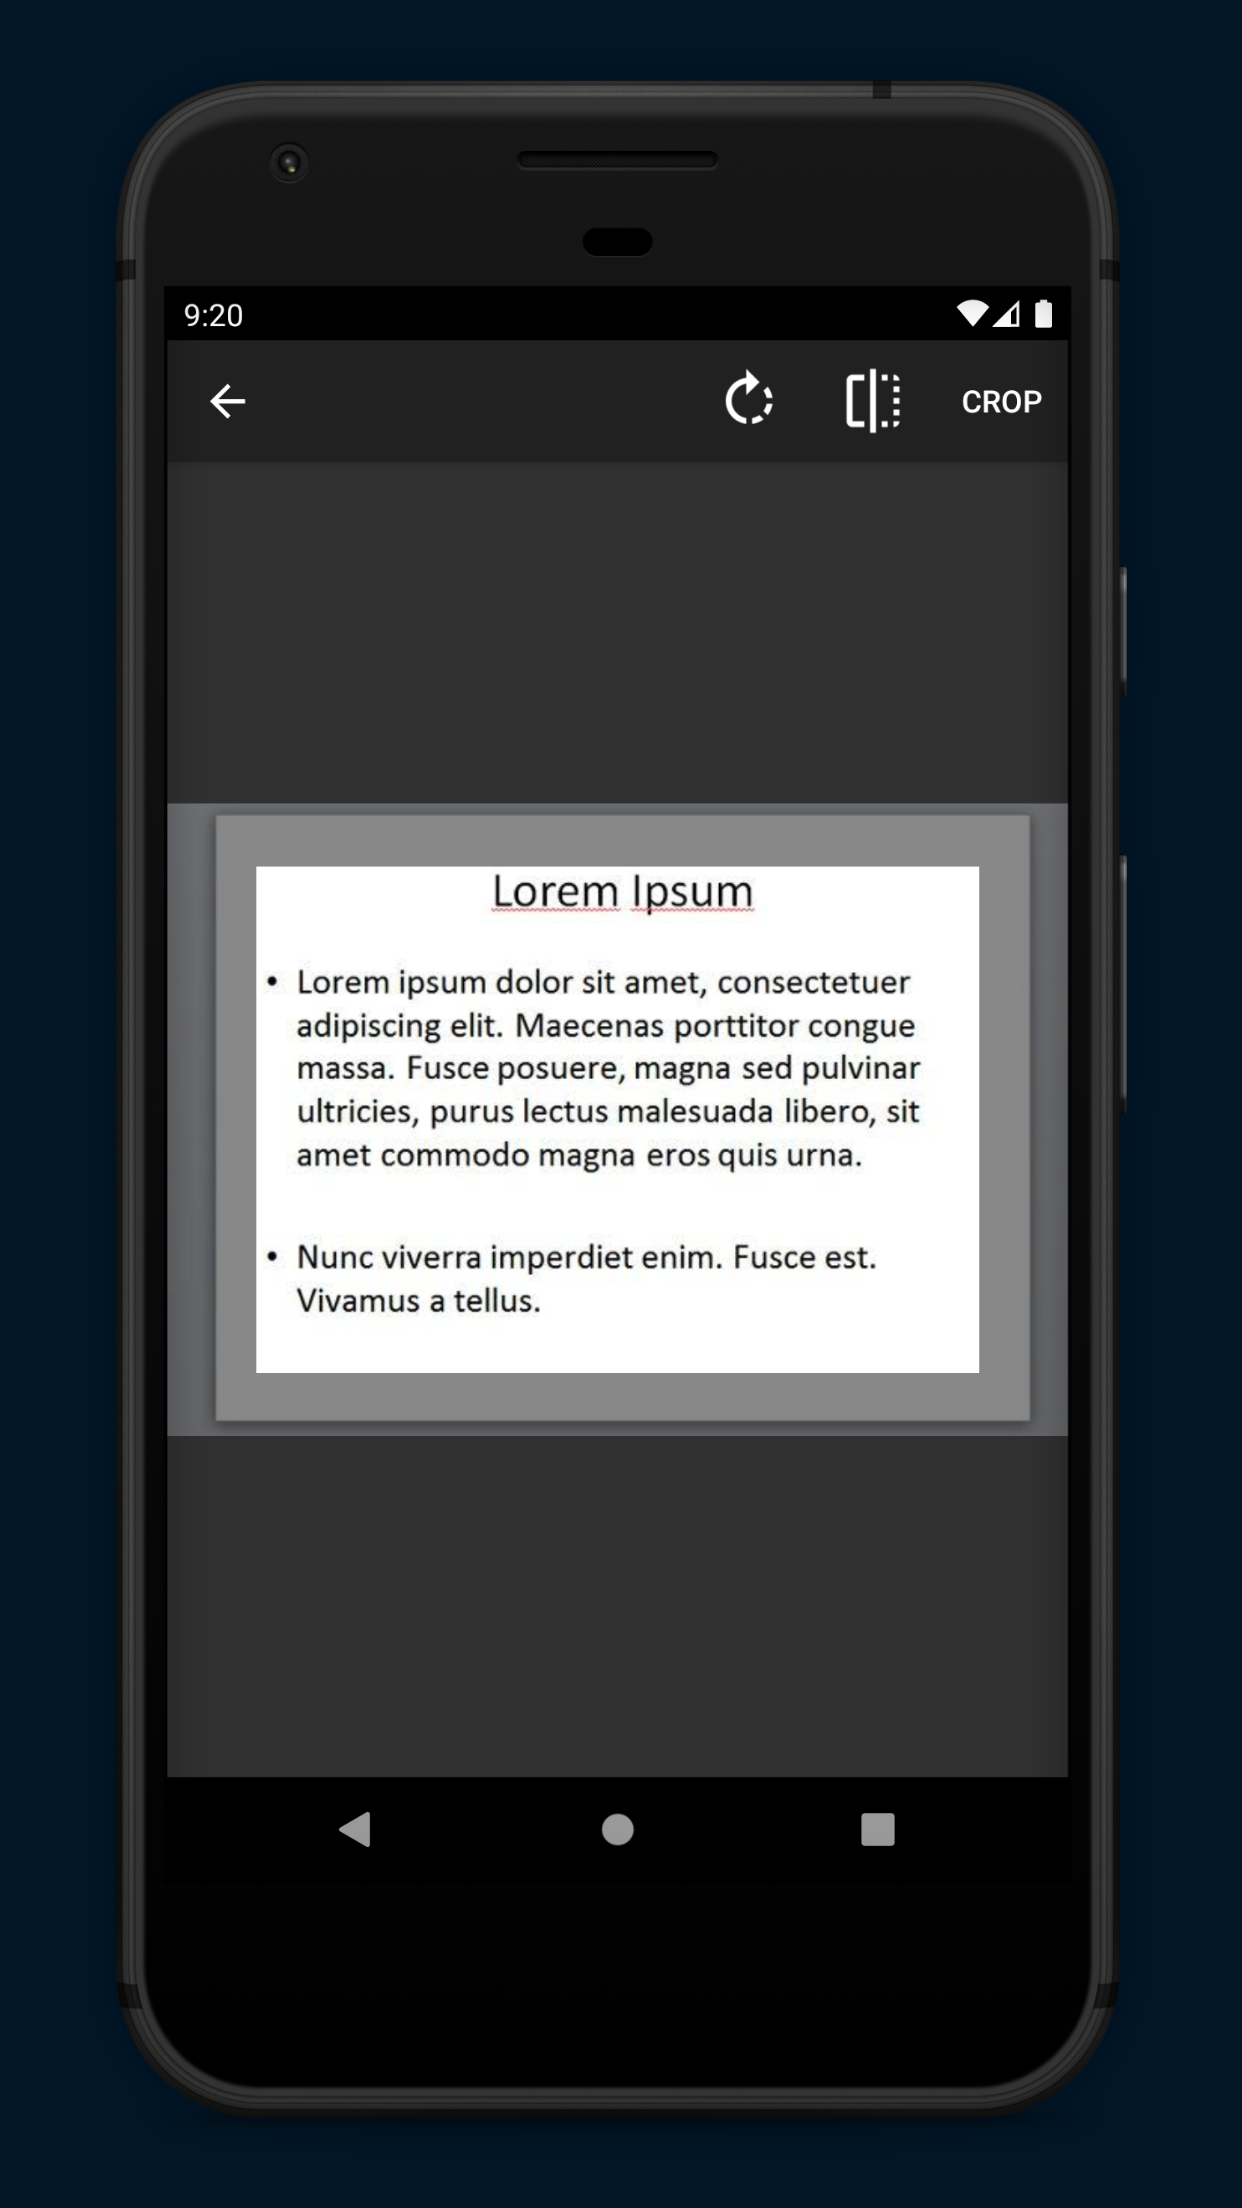 9:20
CROP
Lorem Ipsum
• Lorem ipsum dolor sit amet, consectetuer
adipiscing elit. Maecenas porttitor congue
massa. Fusce posuere, magna sed pulvinar
ultricies, purus lectus malesuada libero, sit
amet commodo magna eros quis urna.
• Nunc viverra imperdiet enim. Fusce est.
Vivamus a tellus.